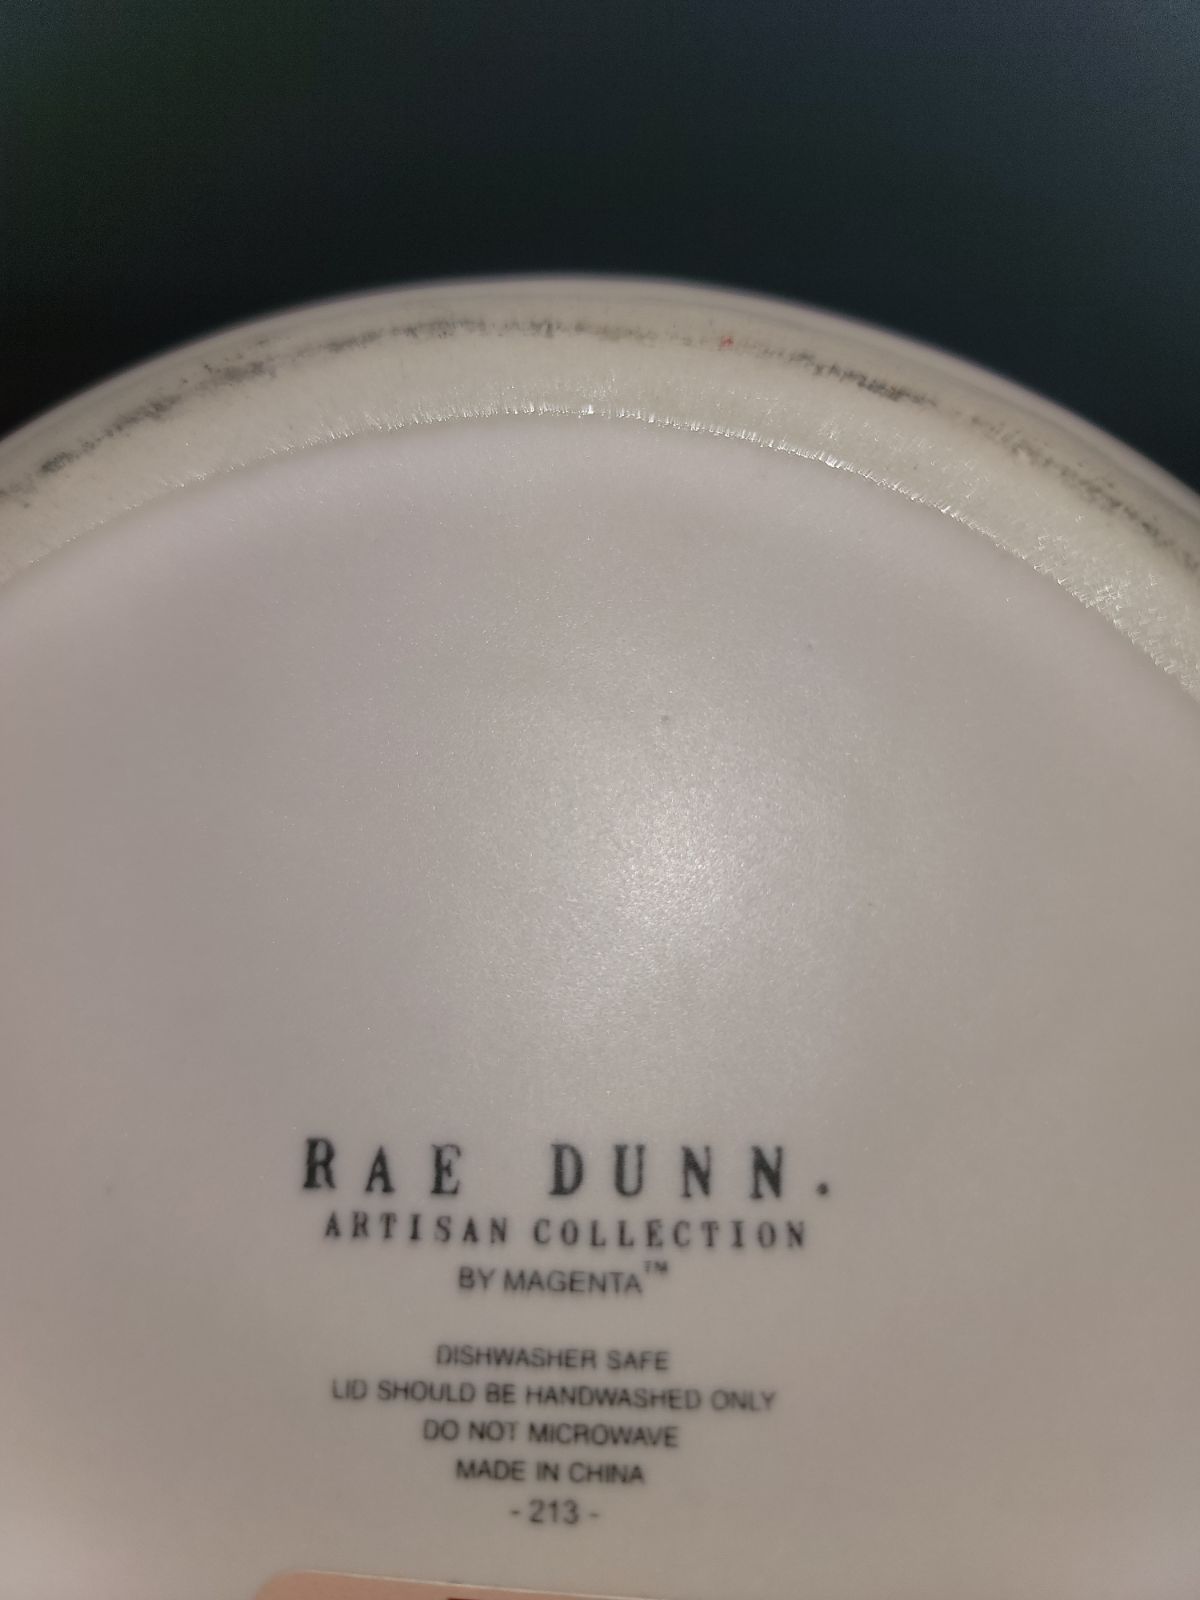 RAE DUNN.
ARTISAN COLLECTION
BY MAGENTA™
DISHWASHER SAFE
LID SHOULD BE HANDWASHED ONLY
DO NOT MICROWAVE
MADE IN CHINA
- 213 -